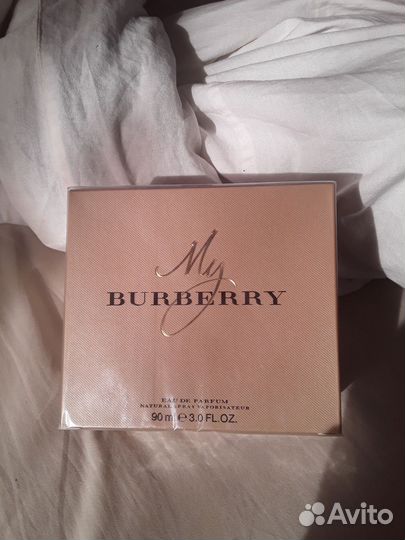 My
BURBERRY
EAU DE PARFUM
NATURAL SPRAY VAPORISATEUR
90 ml ℮ 3.0 FL.OZ.
Avito